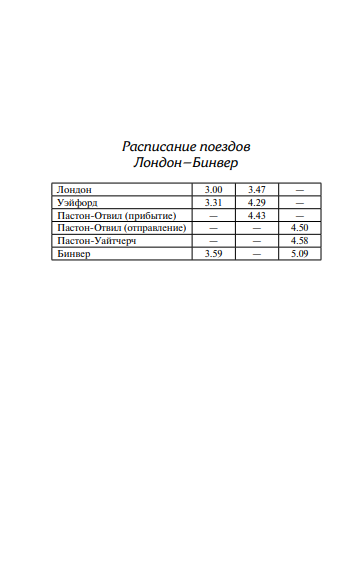 Расписание поездов
Лондон–Бинвер
Лондон 3.00 3.47 —
Уэйфорд 3.31 4.29 —
Пастон-Отвил (прибытие) — 4.43 —
Пастон-Отвил (отправление) — — 4.50
Пастон-Уайтчерч — — 4.58
Бинвер 3.59 — 5.09